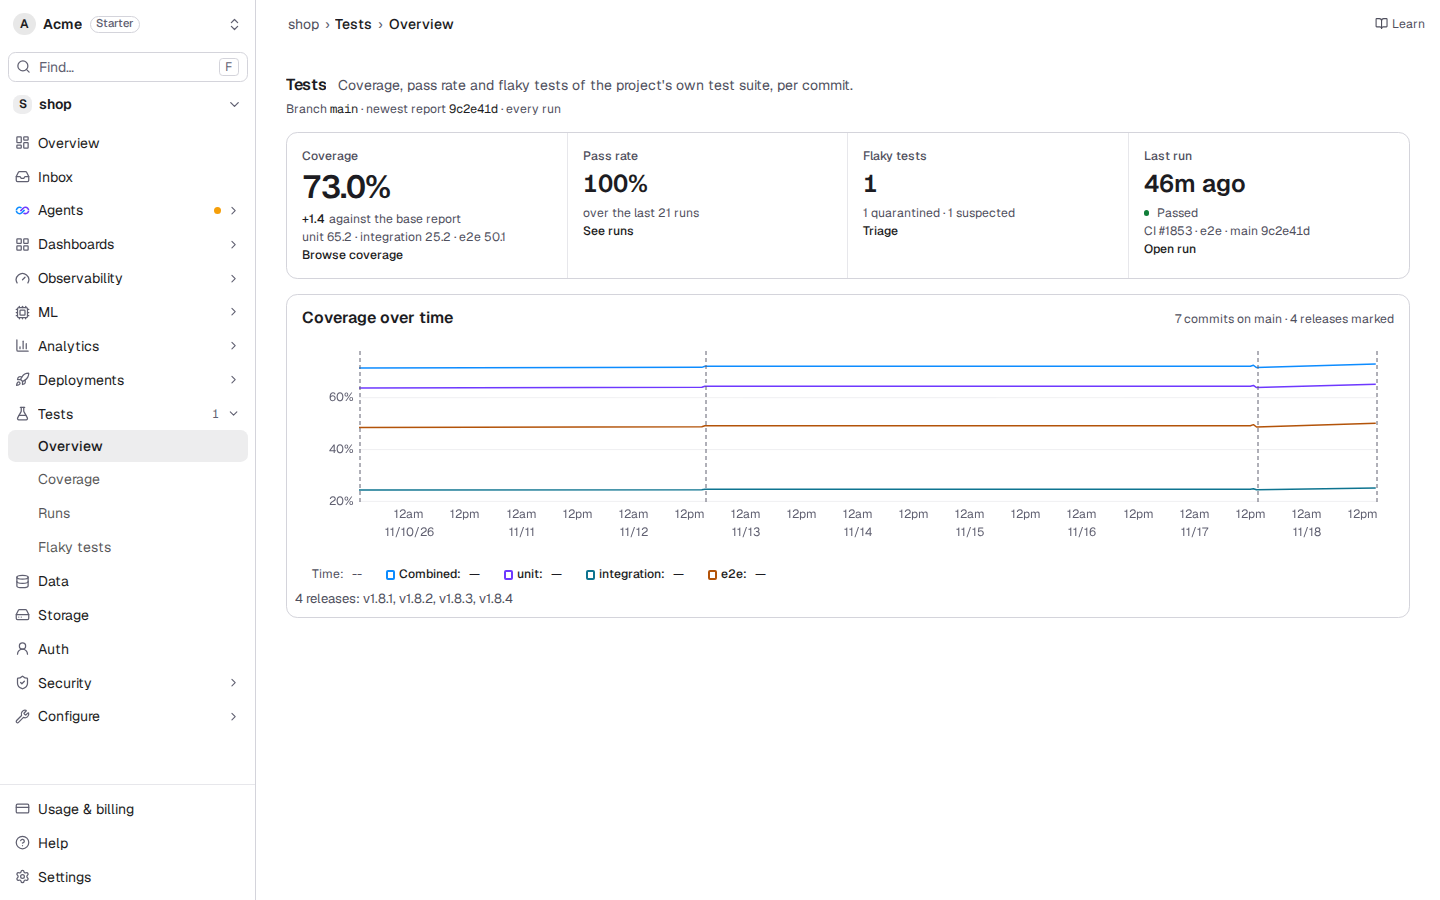 A Acme Starter
Find... F
S shop
Overview
Inbox
Agents
Dashboards
Observability
ML
Analytics
Deployments
Tests 1
Overview
Coverage
Runs
Flaky tests
Data
Storage
Auth
Security
Configure
Usage & billing
Help
Settings
shop › Tests › Overview
Learn
Tests Coverage, pass rate and flaky tests of the project's own test suite, per commit.
Branch main · newest report 9c2e41d · every run
Coverage
73.0%
+1.4 against the base report
unit 65.2 · integration 25.2 · e2e 50.1
Browse coverage
Pass rate
100%
over the last 21 runs
See runs
Flaky tests
1
1 quarantined · 1 suspected
Triage
Last run
46m ago
Passed
CI #1853 · e2e · main 9c2e41d
Open run
Coverage over time
7 commits on main · 4 releases marked
60%
40%
20%
12am 12pm 12am 12pm 12am 12pm 12am 12pm 12am 12pm 12am 12pm 12am 12pm 12am 12pm 12am 12pm
11/10/26 11/11 11/12 11/13 11/14 11/15 11/16 11/17 11/18
Time: -- Combined: — unit: — integration: — e2e: —
4 releases: v1.8.1, v1.8.2, v1.8.3, v1.8.4